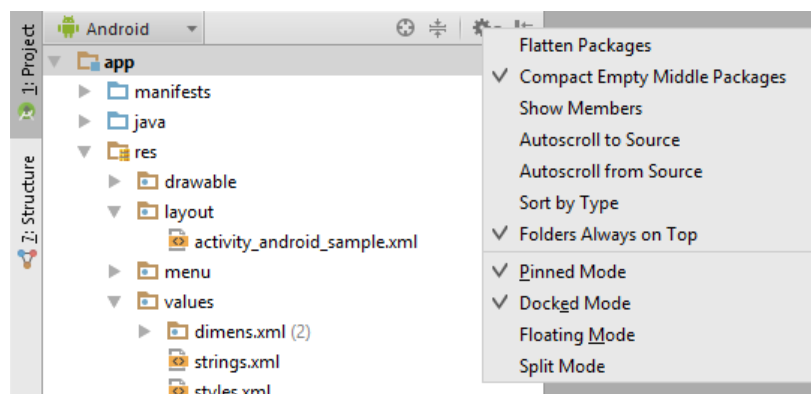 1: Project
7: Structure
Android
app
manifests
java
res
drawable
layout
activity_android_sample.xml
menu
values
dimens.xml (2)
strings.xml
styles.xml
Flatten Packages
Compact Empty Middle Packages
Show Members
Autoscroll to Source
Autoscroll from Source
Sort by Type
Folders Always on Top
Pinned Mode
Docked Mode
Floating Mode
Split Mode